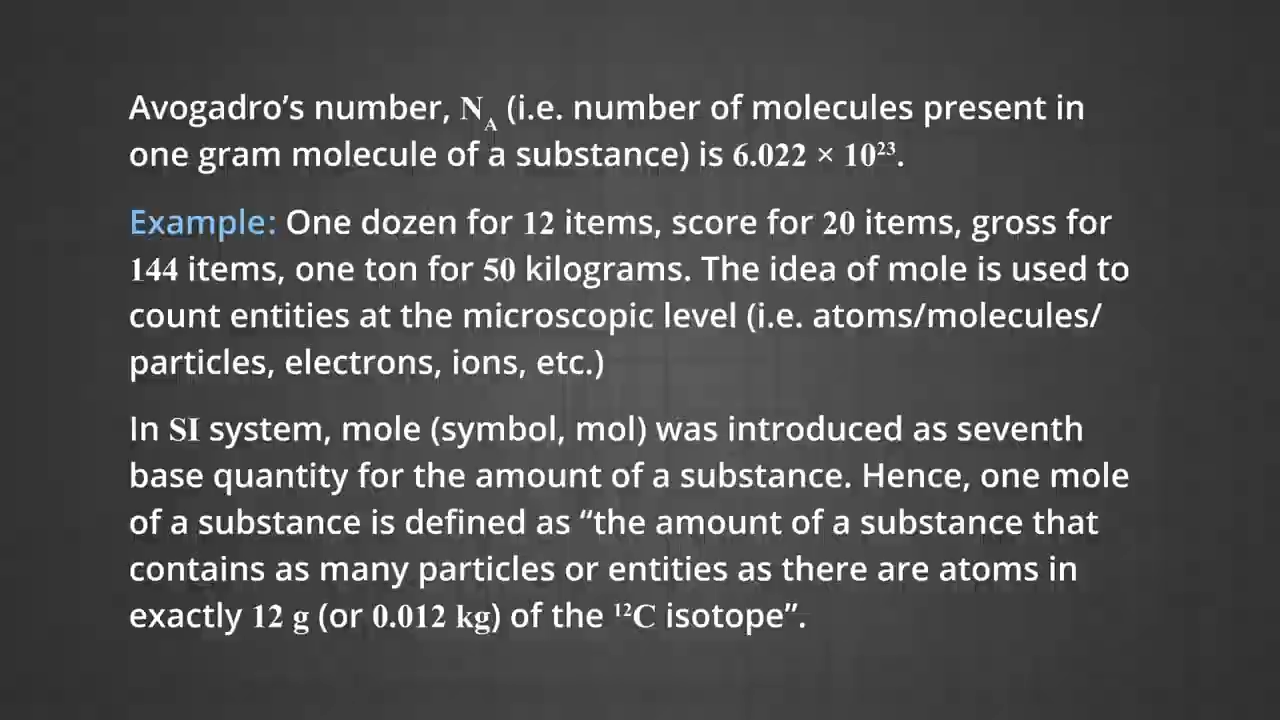 Avogadro’s number, N_A (i.e. number of molecules present in
one gram molecule of a substance) is 6.022 × 10²³.
Example: One dozen for 12 items, score for 20 items, gross for
144 items, one ton for 50 kilograms. The idea of mole is used to
count entities at the microscopic level (i.e. atoms/molecules/
particles, electrons, ions, etc.)
In SI system, mole (symbol, mol) was introduced as seventh
base quantity for the amount of a substance. Hence, one mole
of a substance is defined as “the amount of a substance that
contains as many particles or entities as there are atoms in
exactly 12 g (or 0.012 kg) of the ¹²C isotope”.